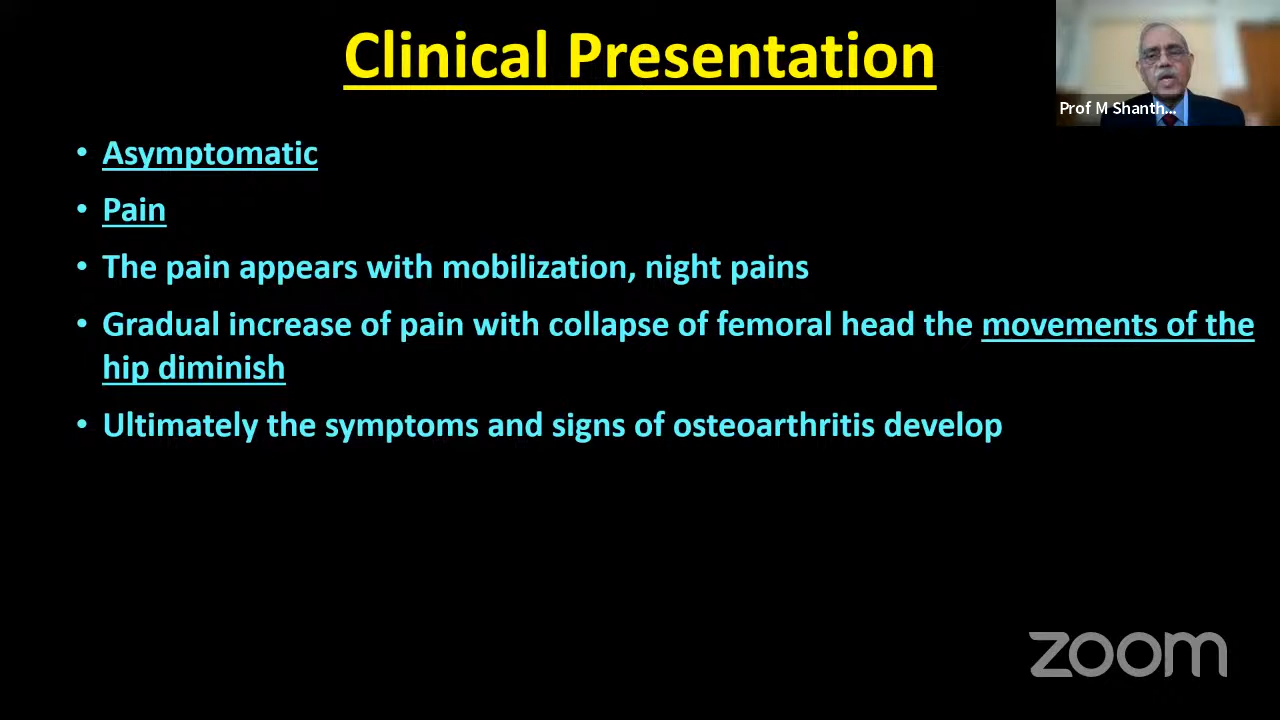 Clinical Presentation
Prof M Shanth...
• Asymptomatic
• Pain
• The pain appears with mobilization, night pains
• Gradual increase of pain with collapse of femoral head the movements of the
hip diminish
• Ultimately the symptoms and signs of osteoarthritis develop
zoom